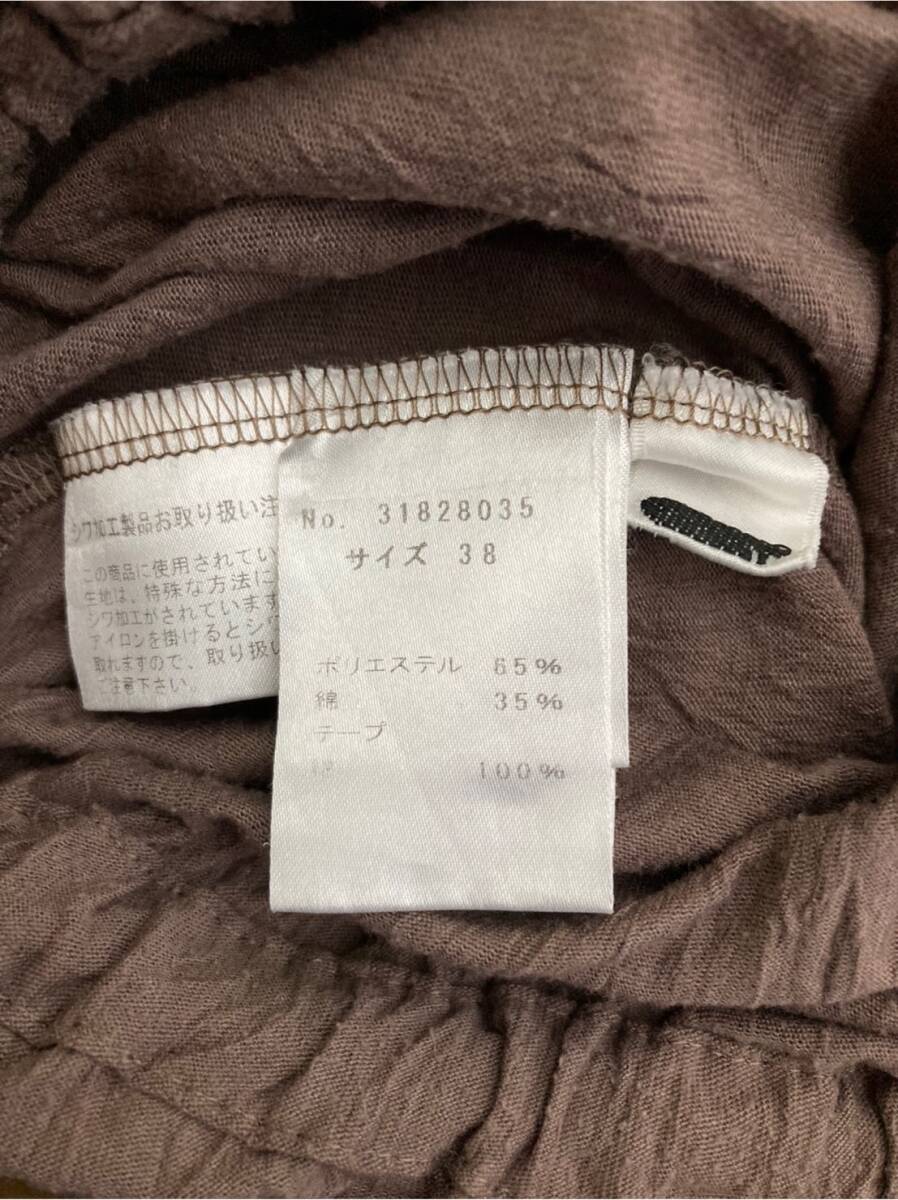 シワ加工製品お取り扱い注
この商品に使用されてい
生地は、特殊な方法に
シワ加工がされています
アイロンを掛けるとシワ
取れますので、取り扱い
ご注意下さい。
No. 31828035
サイズ 38
ポリエステル 65%
綿 35%
テープ
綿 100%